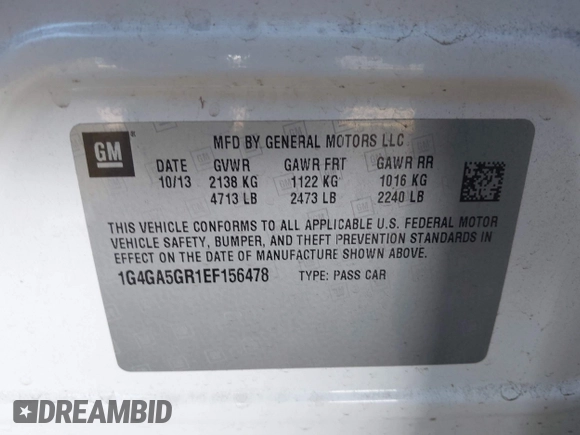 GM
®
MFD BY GENERAL MOTORS LLC
DATE GVWR GAWR FRT GAWR RR
10/13 2138 KG 1122 KG 1016 KG
4713 LB 2473 LB 2240 LB
THIS VEHICLE CONFORMS TO ALL APPLICABLE U.S. FEDERAL MOTOR
VEHICLE SAFETY, BUMPER, AND THEFT PREVENTION STANDARDS IN
EFFECT ON THE DATE OF MANUFACTURE SHOWN ABOVE.
1G4GA5GR1EF156478 TYPE: PASS CAR
DREAMBID